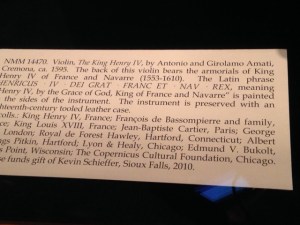 NMM 14470. Violin, The King Henry IV, by Antonio and Girolamo Amati,
Cremona, ca. 1595. The back of this violin bears the armorials of King
Henry IV of France and Navarre (1553-1610). The Latin phrase
HENRICUS · IV · DEI GRAT · FRANC ET · NAV · REX, meaning
Henry IV, by the Grace of God, King of France and Navarre" is painted
the sides of the instrument. The instrument is preserved with an
teenth-century tooled leather case.
colls.: King Henry IV, France; François de Bassompierre and family,
ce; King Louis XVIII, France; Jean-Baptiste Cartier, Paris; George
London; Royal de Forest Hawley, Hartford, Connecticut; Albert
ngs Pitkin, Hartford; Lyon & Healy, Chicago; Edmund V. Bukolt,
s Point, Wisconsin; The Copernicus Cultural Foundation, Chicago.
se funds gift of Kevin Schieffer, Sioux Falls, 2010.